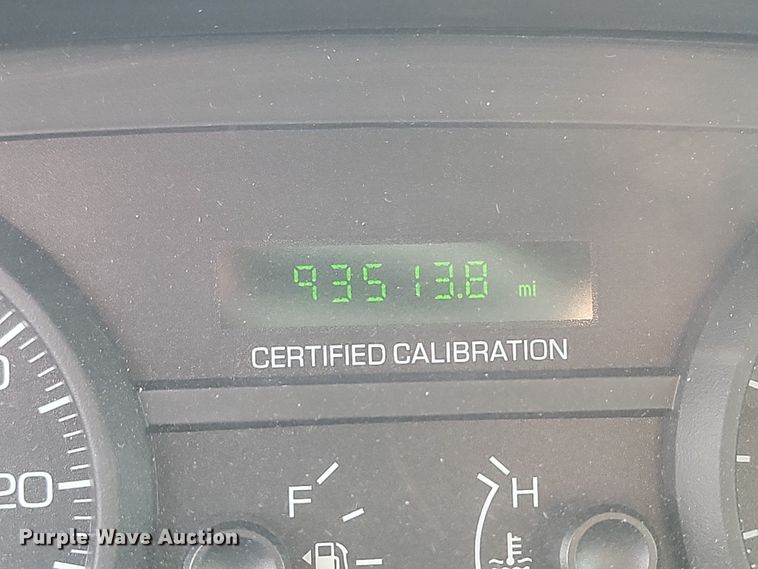 93513.8 mi
CERTIFIED CALIBRATION
20
F H
Purple Wave Auction